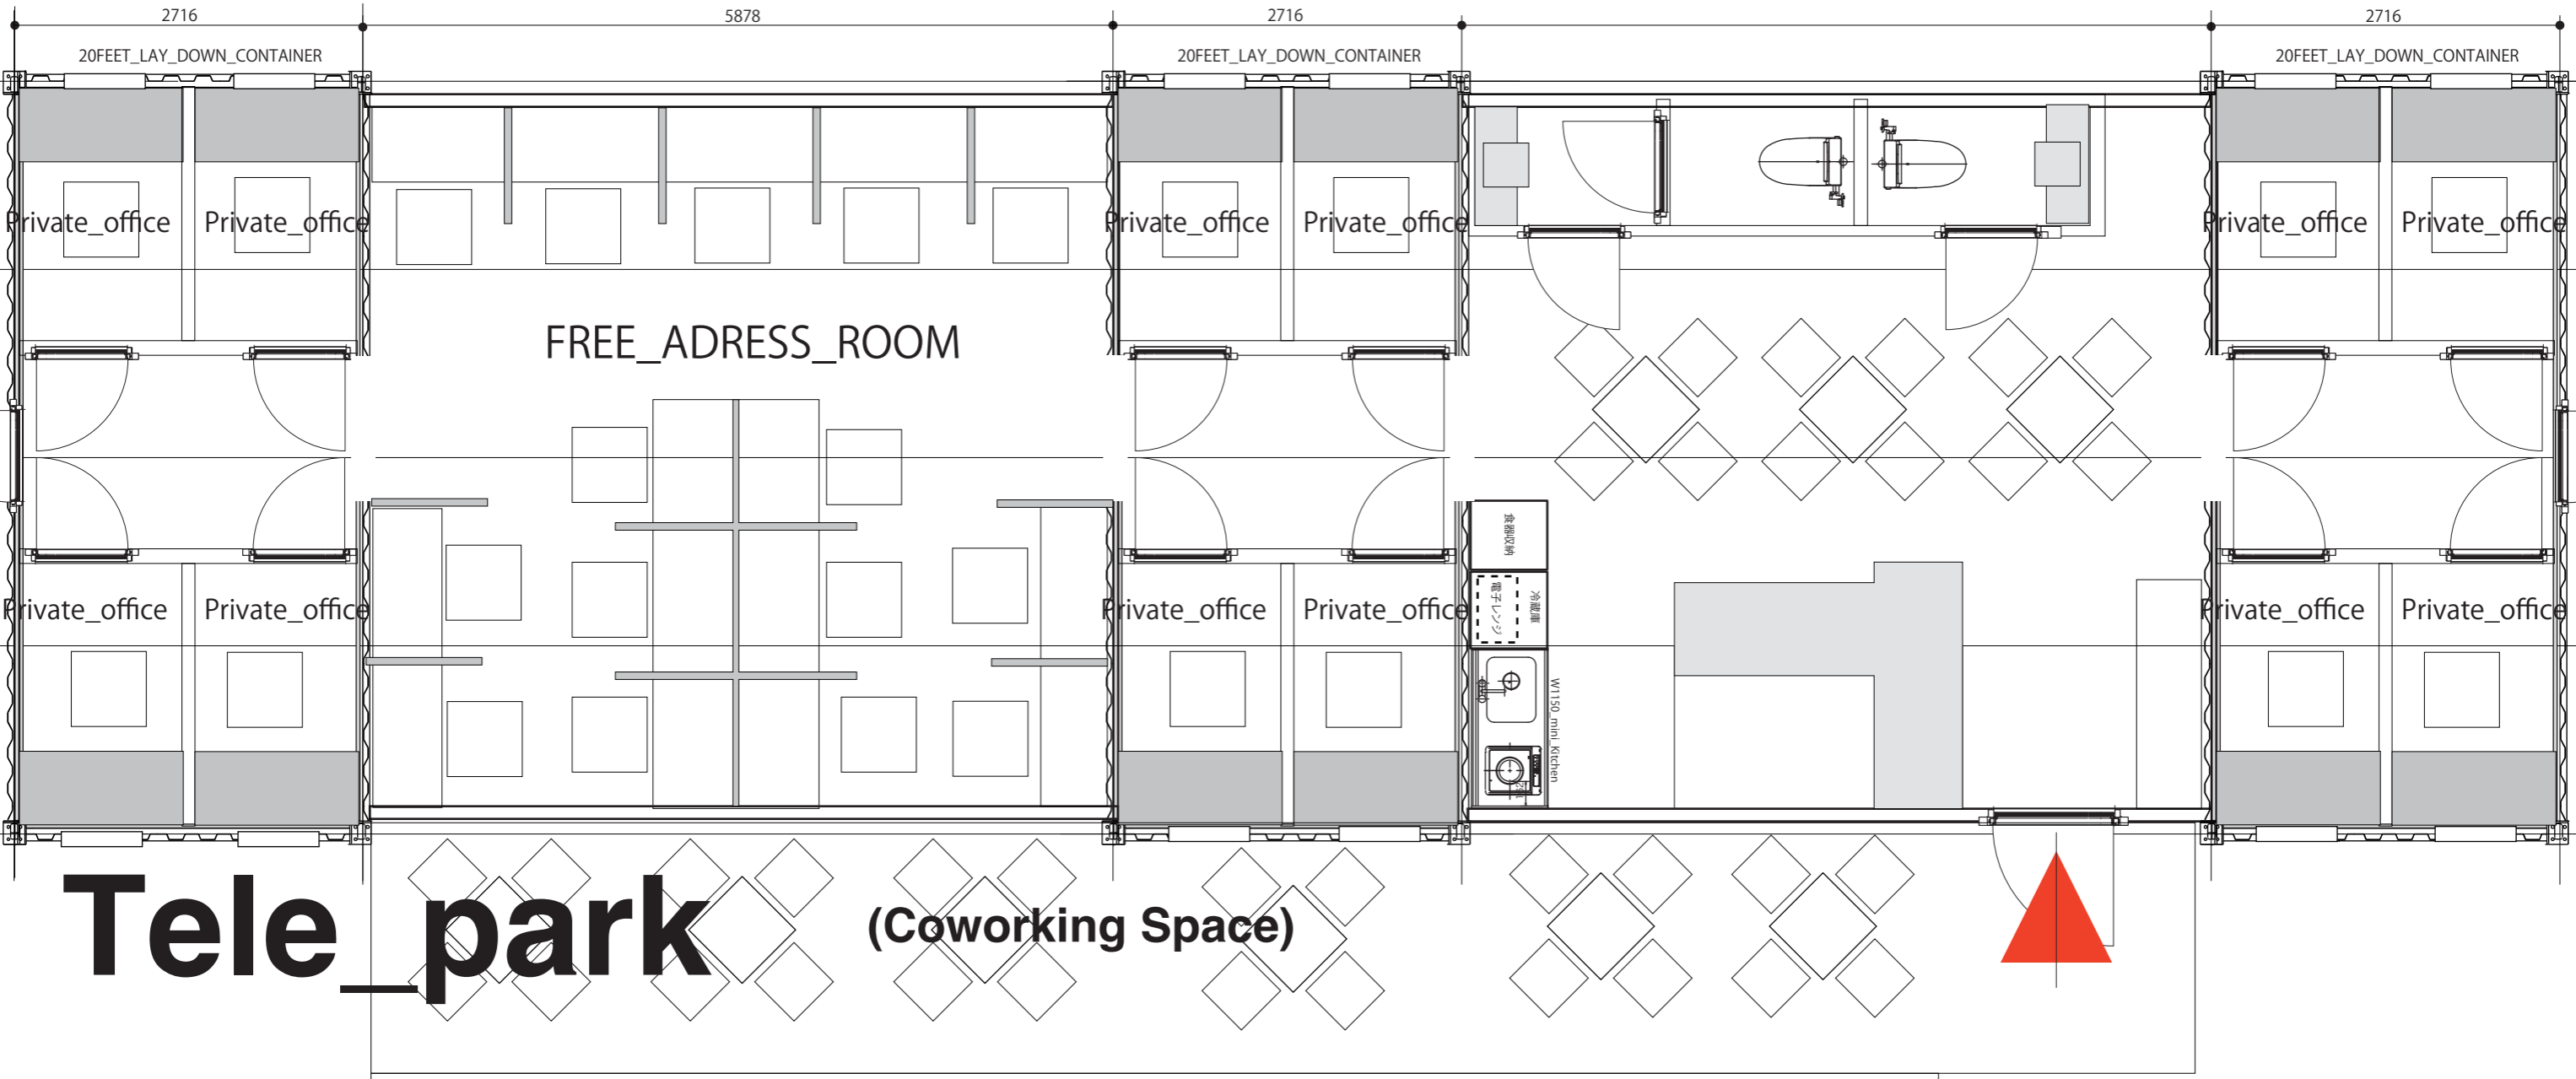 2716
5878
2716
2716
20FEET_LAY_DOWN_CONTAINER
20FEET_LAY_DOWN_CONTAINER
20FEET_LAY_DOWN_CONTAINER
Private_office
Private_office
Private_office
Private_office
Private_office
Private_office
FREE_ADRESS_ROOM
食器収納
冷蔵庫
電子レンジ
Private_office
Private_office
Private_office
Private_office
Private_office
Private_office
W1150_mini_Kitchen
Tele_park
(Coworking Space)